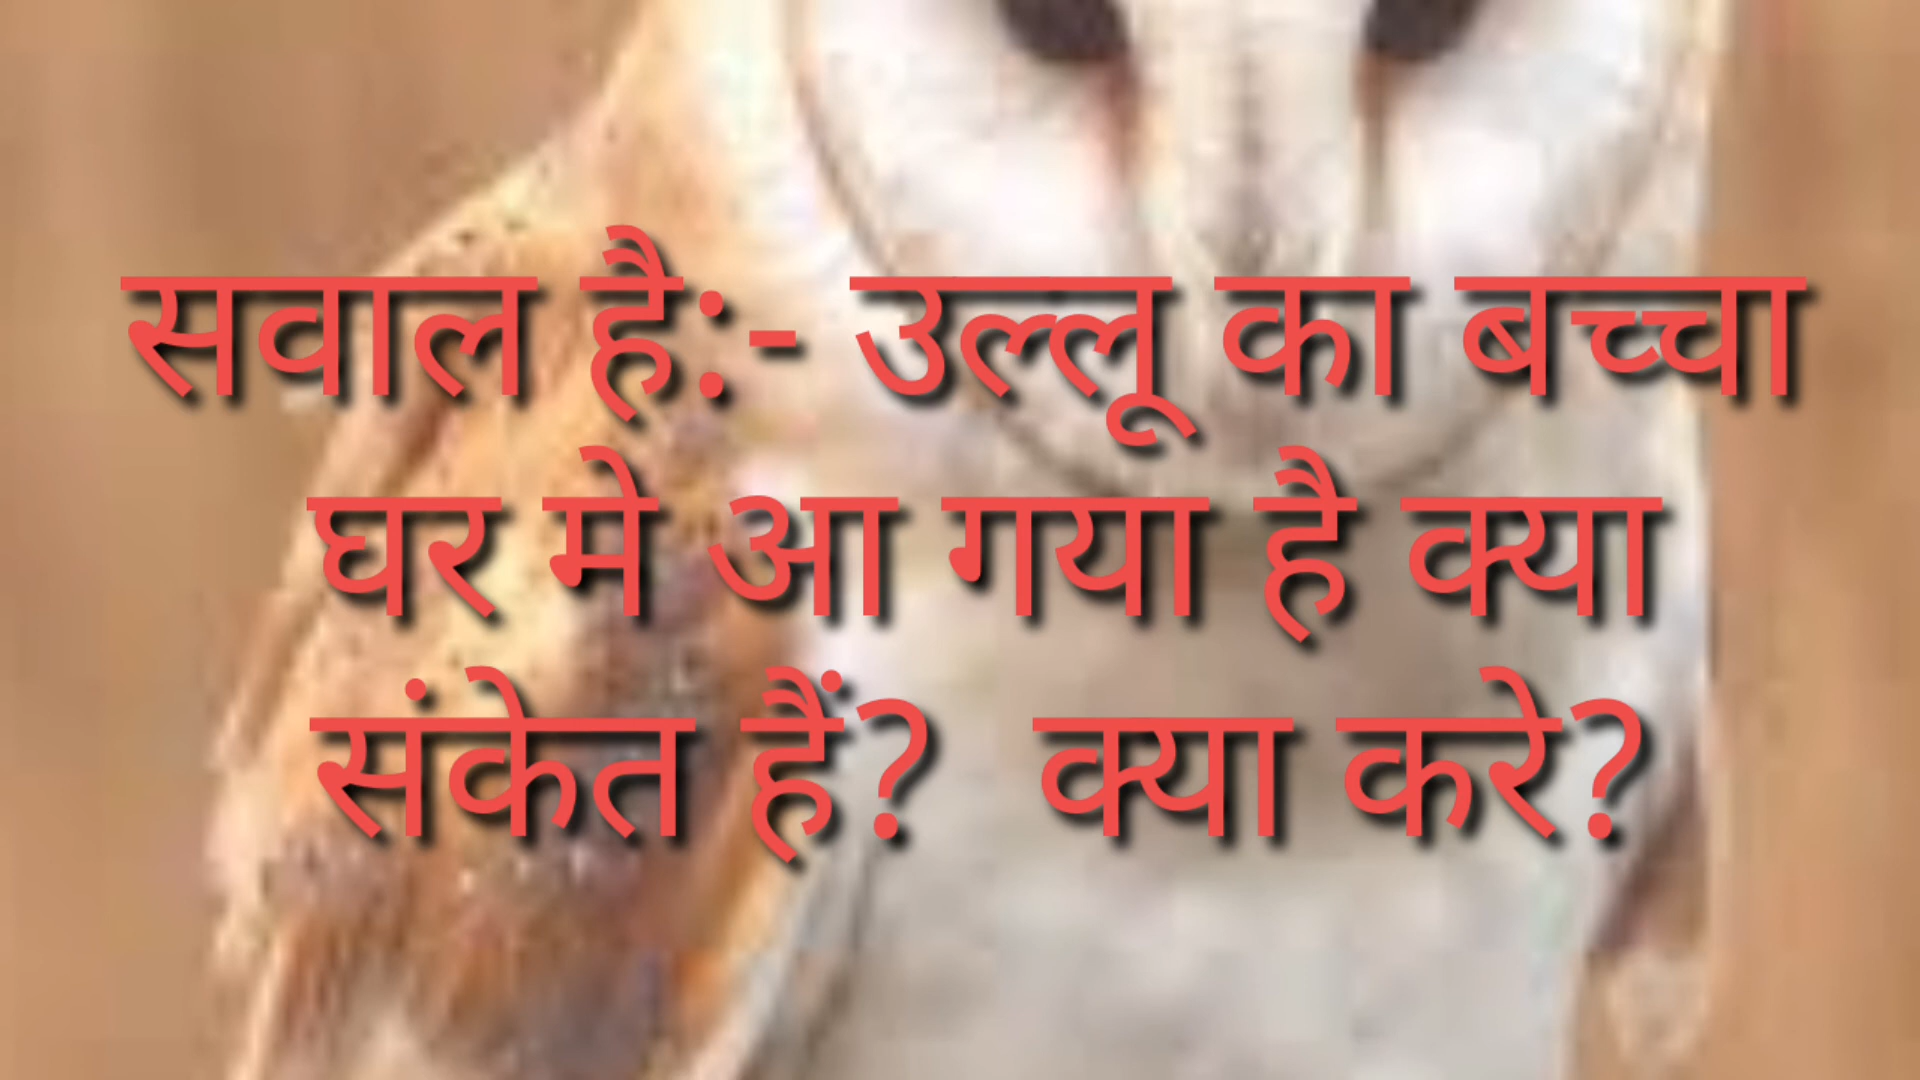 सवाल है:- उल्लू का बच्चा
घर मे आ गया है क्या
संकेत हैं?  क्या करे?